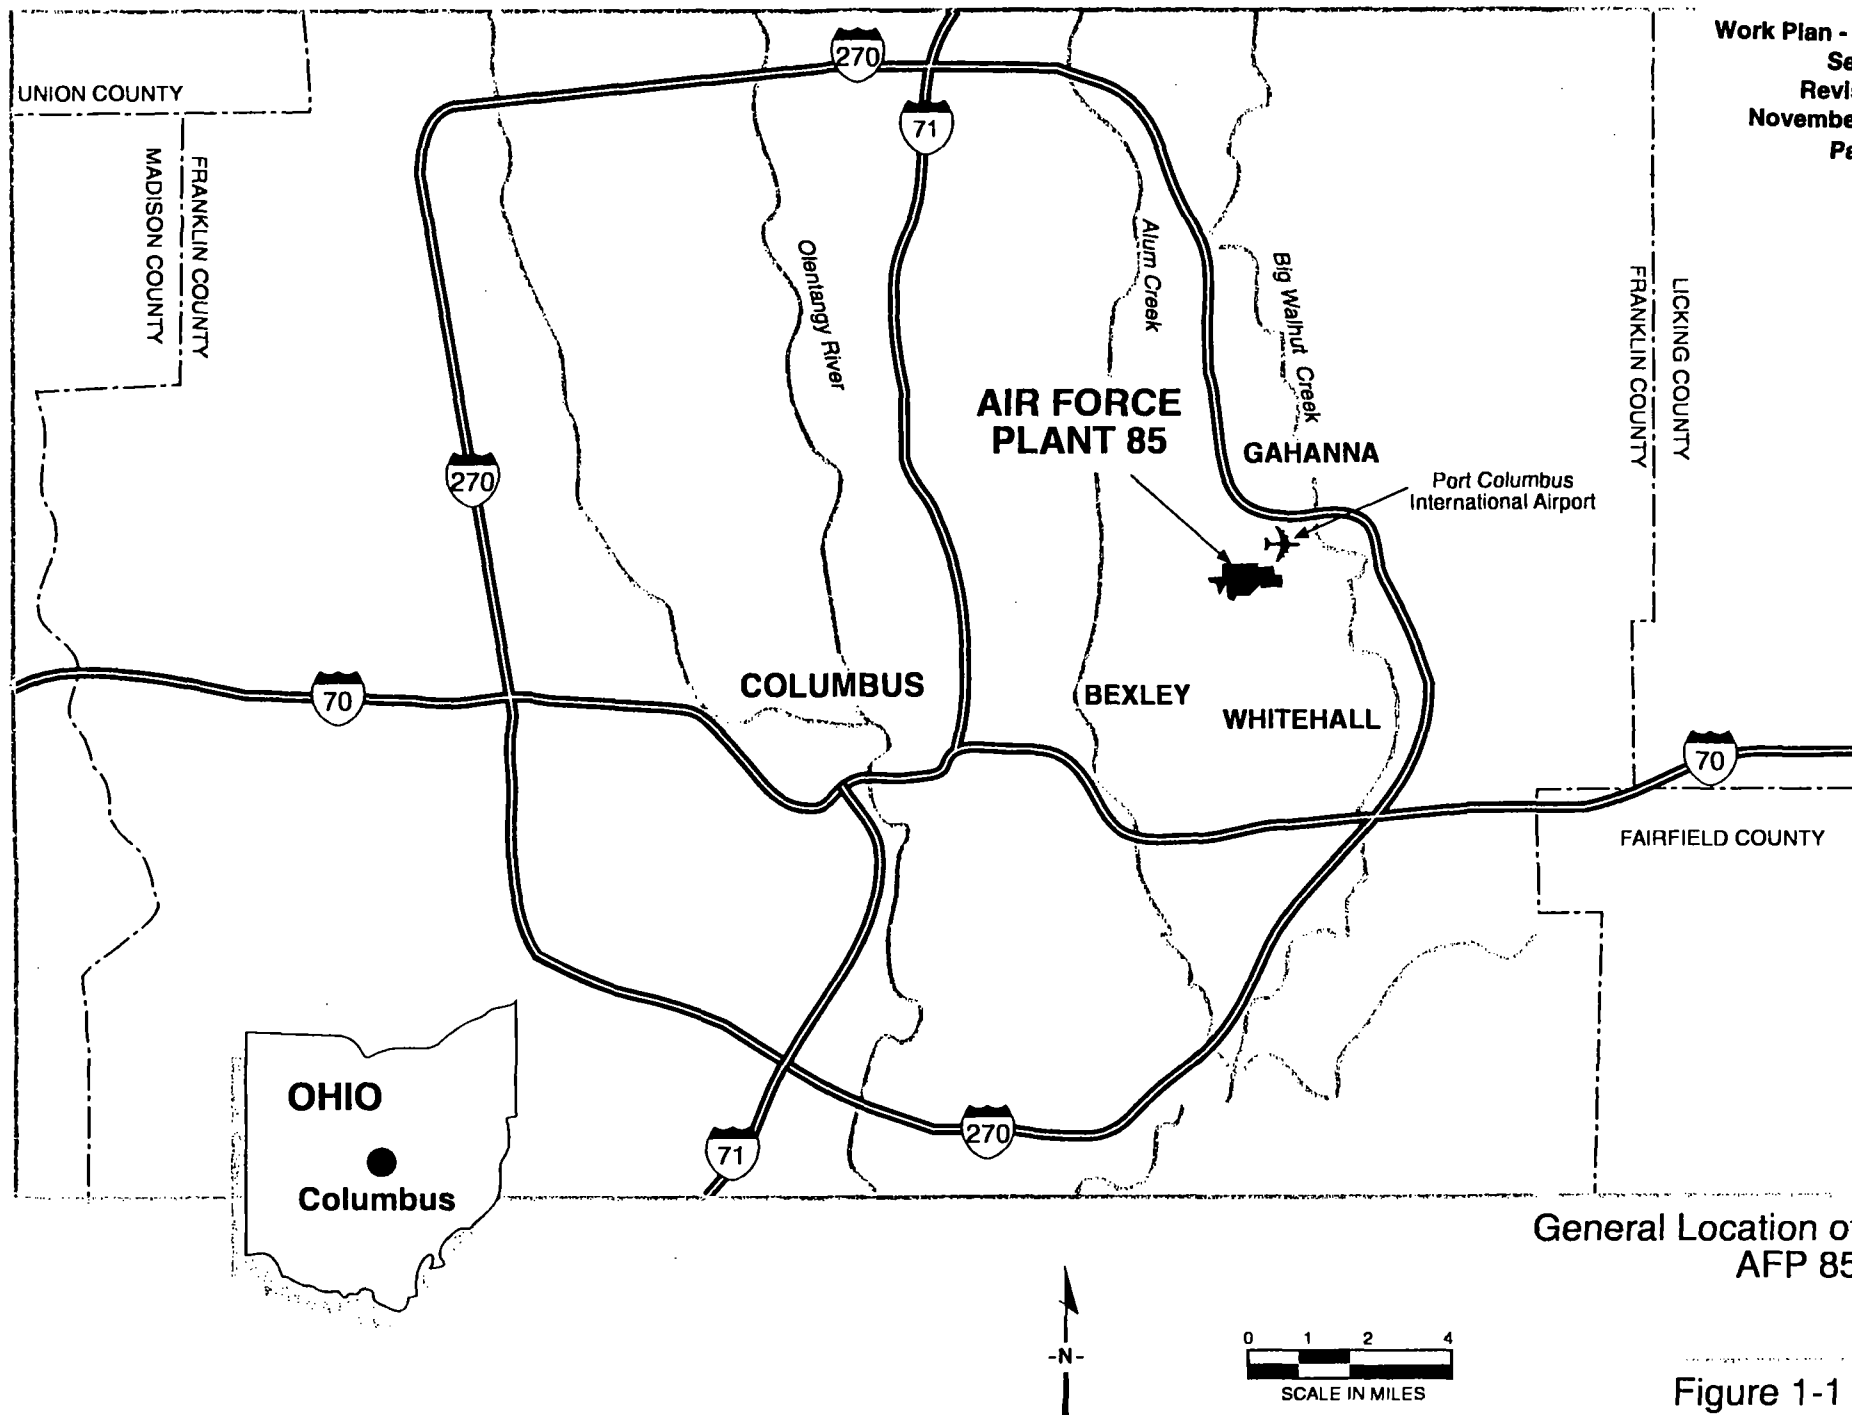 Work Plan -
Se
Revis
Novembe
Pa
270
71
UNION COUNTY
FRANKLIN COUNTY
MADISON COUNTY
Olentangy River
Alum Creek
Big Walnut Creek
LICKING COUNTY
FRANKLIN COUNTY
AIR FORCE
PLANT 85
GAHANNA
Port Columbus
International Airport
270
70
COLUMBUS
BEXLEY
WHITEHALL
70
FAIRFIELD COUNTY
OHIO
Columbus
71
270
General Location of
AFP 85
-N-
0 1 2 4
SCALE IN MILES
Figure 1-1